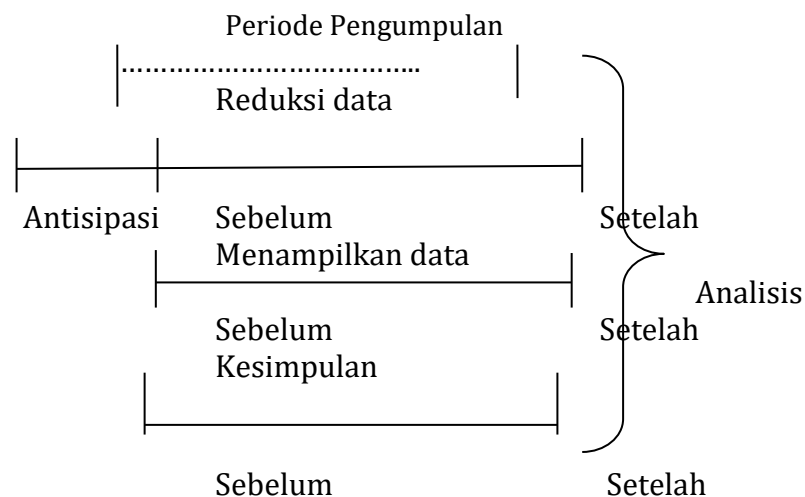 Periode Pengumpulan
…………………………………..
Reduksi data
Antisipasi Sebelum Setelah
Menampilkan data
Analisis
Sebelum Setelah
Kesimpulan
Sebelum Setelah